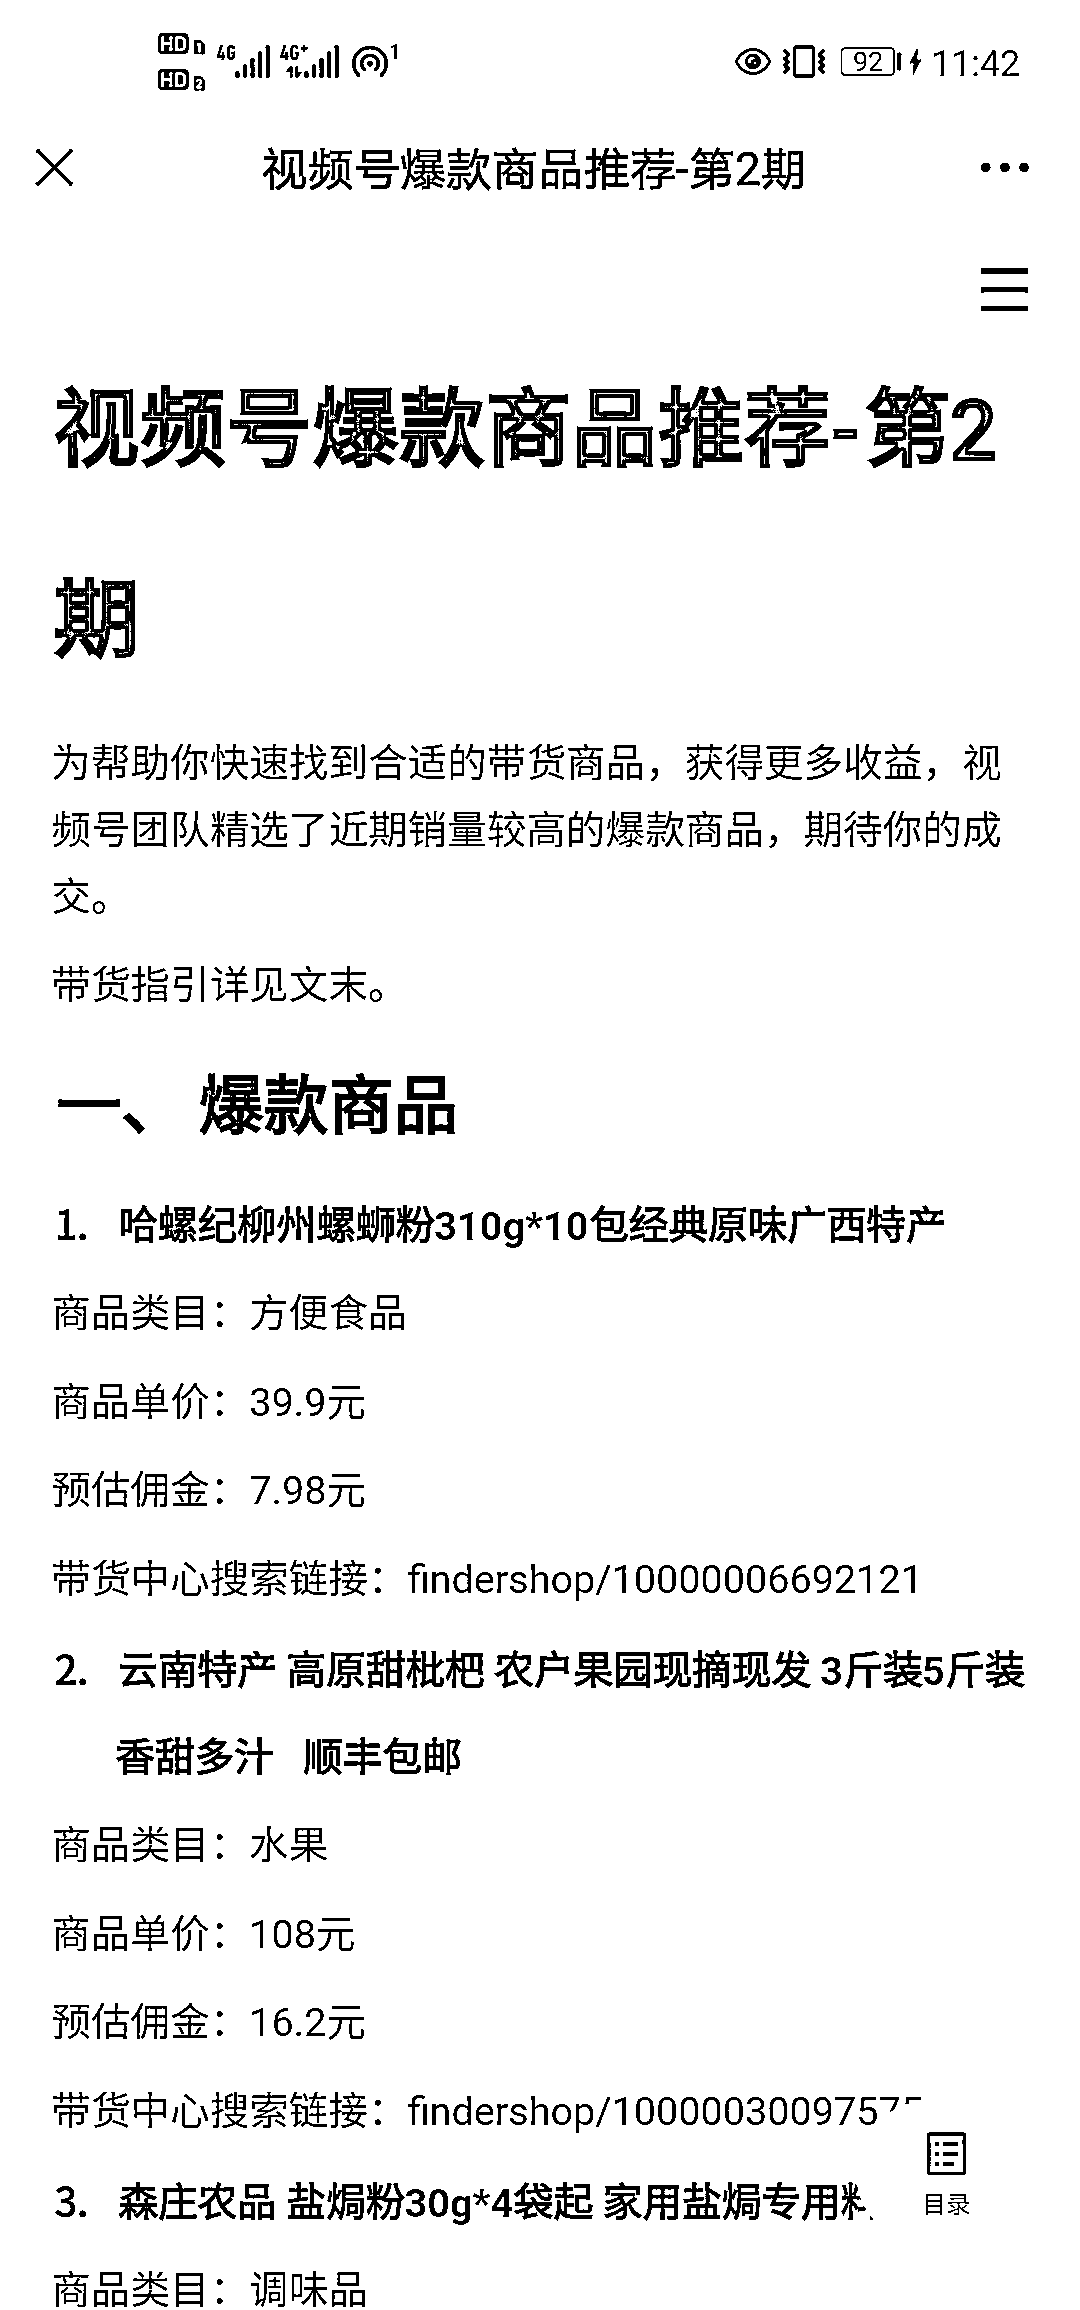 HD 1 4G 4G+ 1 92 11:42
HD 2
视频号爆款商品推荐-第2期
视频号爆款商品推荐-第2
期
为帮助你快速找到合适的带货商品，获得更多收益，视
频号团队精选了近期销量较高的爆款商品，期待你的成
交。
带货指引详见文末。
一、 爆款商品
1. 哈螺纪柳州螺蛳粉310g*10包经典原味广西特产
商品类目：方便食品
商品单价：39.9元
预估佣金：7.98元
带货中心搜索链接：findershop/10000006692121
2. 云南特产 高原甜枇杷 农户果园现摘现发 3斤装5斤装
香甜多汁 顺丰包邮
商品类目：水果
商品单价：108元
预估佣金：16.2元
带货中心搜索链接：findershop/100000300975
3. 森庄农品 盐焗粉30g*4袋起 家用盐焗专用
目录
商品类目：调味品